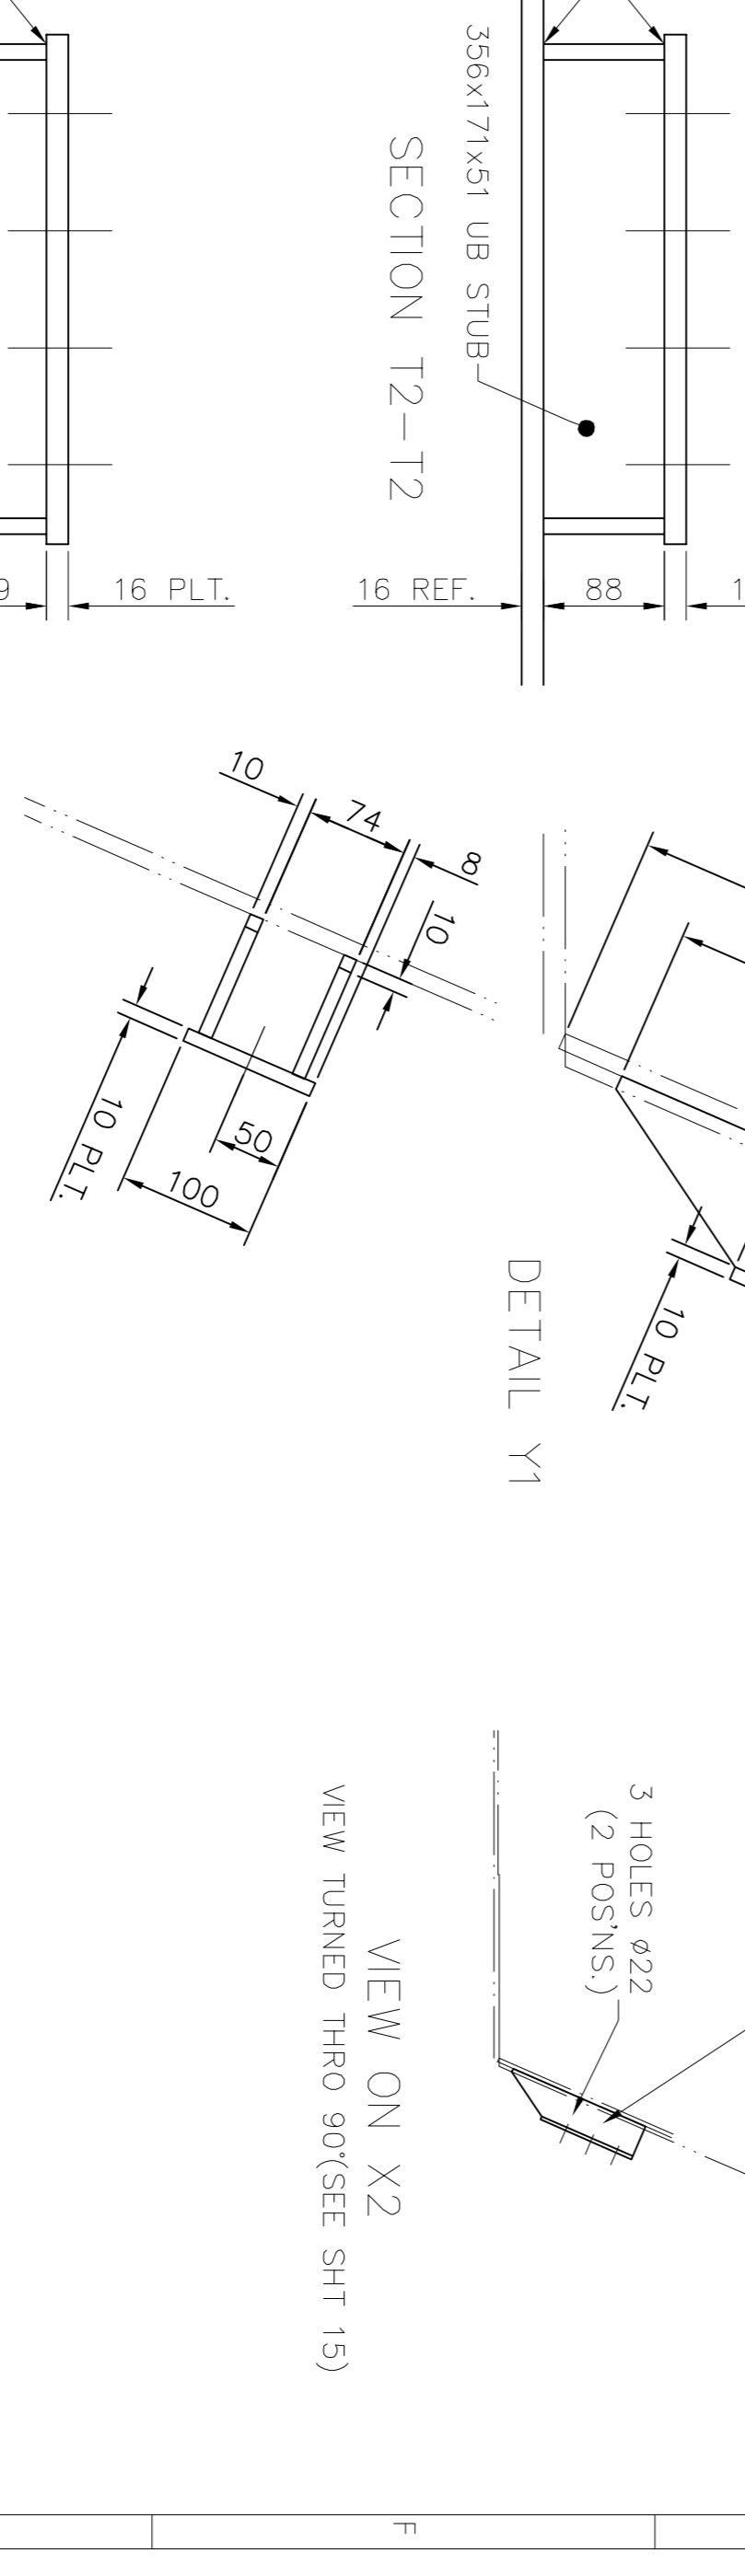 356x171x51 UB STUB
SECTION T2-T2
16 PLT.
16 REF.
88
10
74
8
10
10 PLT.
50
100
10 PLT.
DETAIL Y1
3 HOLES Ø22
(2 POS'NS.)
VIEW ON X2
VIEW TURNED THRO 90°(SEE SHT 15)
F